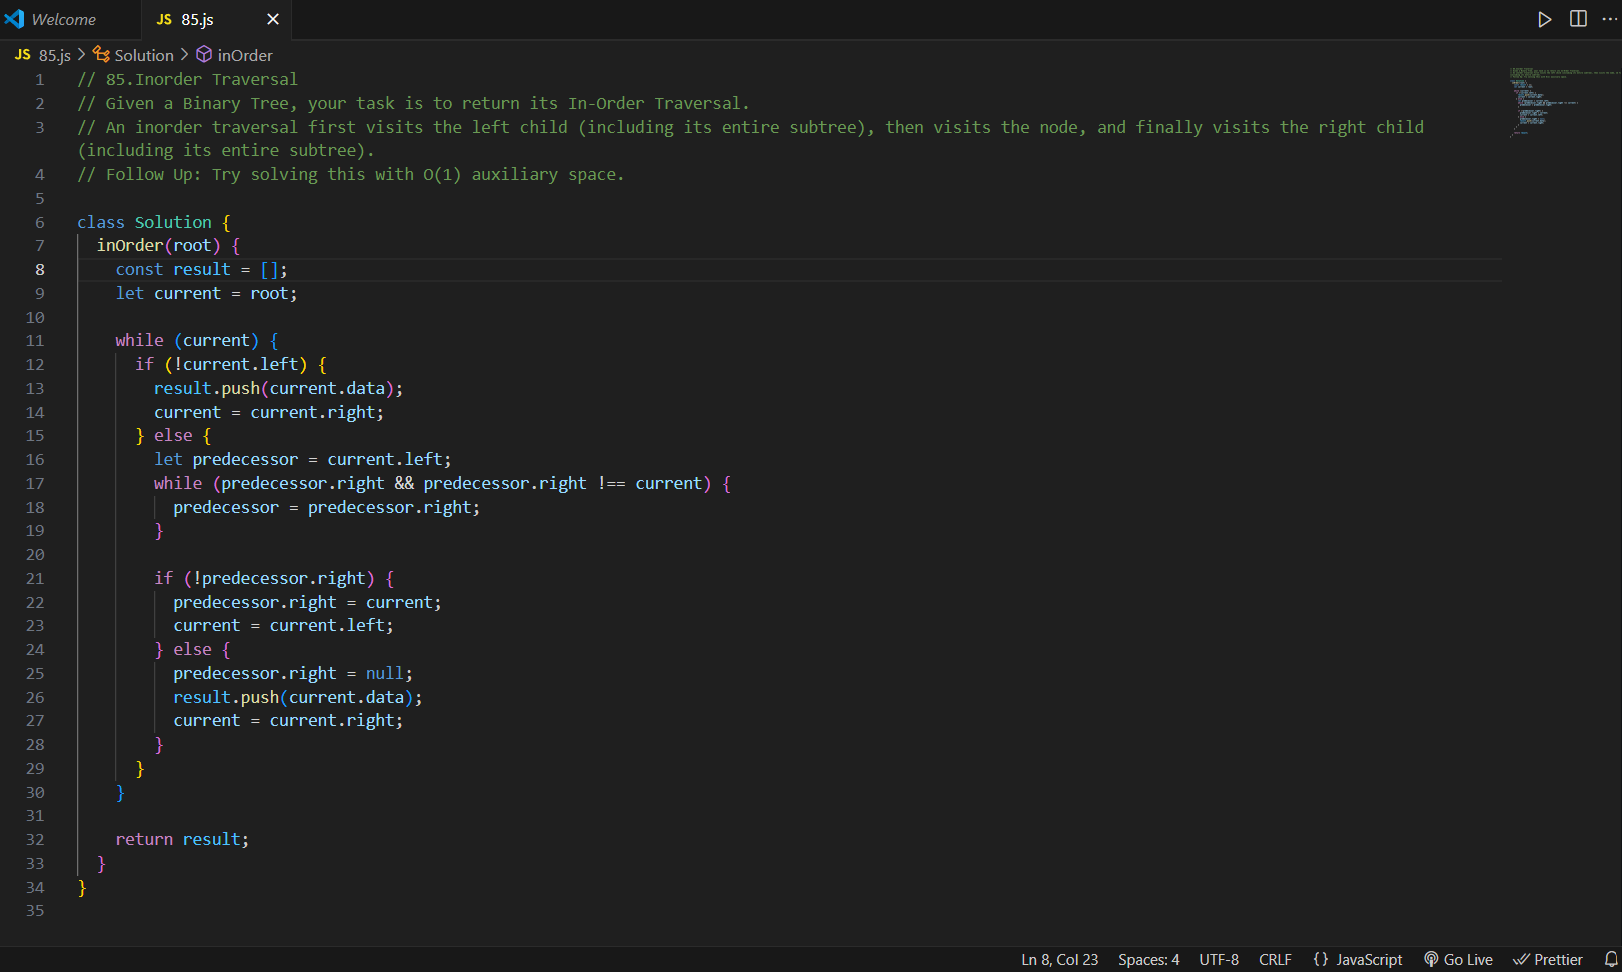 Welcome JS 85.js
JS 85.js > Solution > inOrder
1 // 85.Inorder Traversal
2 // Given a Binary Tree, your task is to return its In-Order Traversal.
3 // An inorder traversal first visits the left child (including its entire subtree), then visits the node, and finally visits the right child
(including its entire subtree).
4 // Follow Up: Try solving this with O(1) auxiliary space.
5
6 class Solution {
7   inOrder(root) {
8     const result = [];
9     let current = root;
10
11     while (current) {
12       if (!current.left) {
13         result.push(current.data);
14         current = current.right;
15       } else {
16         let predecessor = current.left;
17         while (predecessor.right && predecessor.right !== current) {
18           predecessor = predecessor.right;
19         }
20
21         if (!predecessor.right) {
22           predecessor.right = current;
23           current = current.left;
24         } else {
25           predecessor.right = null;
26           result.push(current.data);
27           current = current.right;
28         }
29       }
30     }
31
32     return result;
33   }
34 }
35
Ln 8, Col 23 Spaces: 4 UTF-8 CRLF {} JavaScript Go Live Prettier